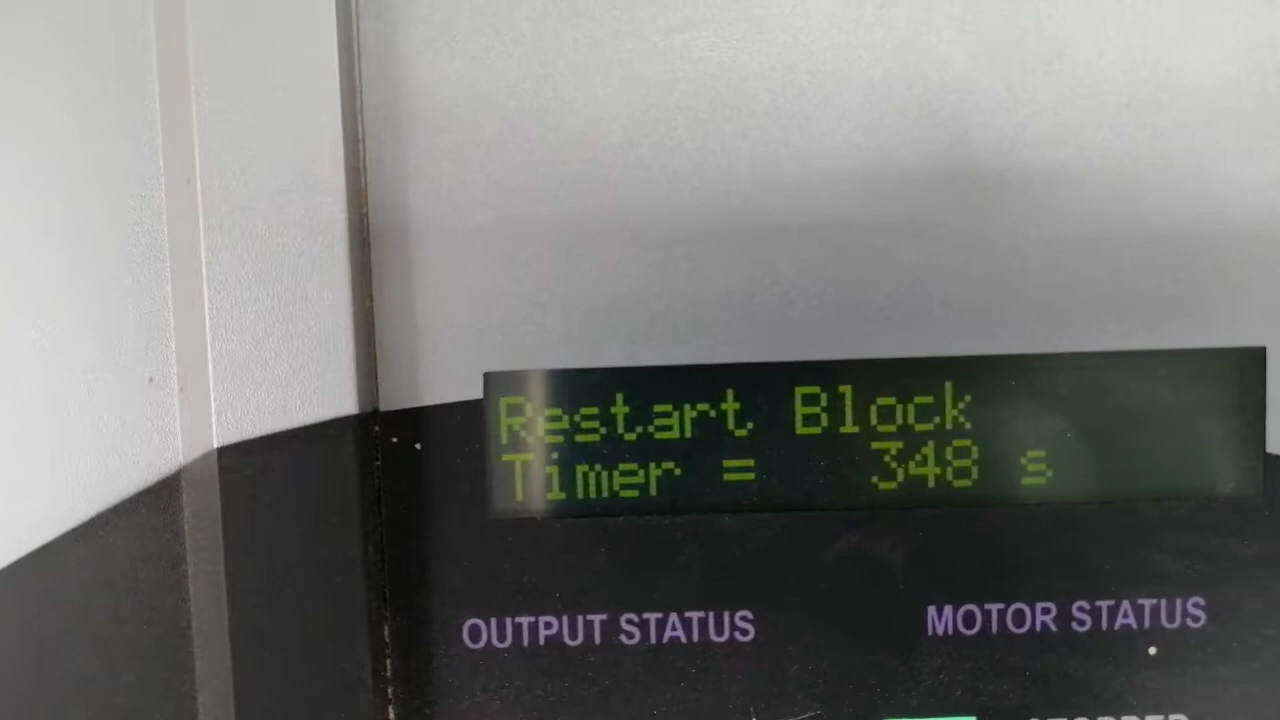 Restart Block
Timer = 348 s
OUTPUT STATUS
MOTOR STATUS